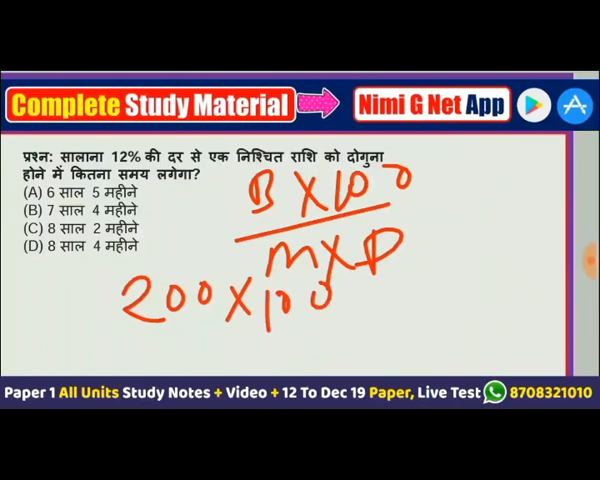 Complete Study Material
Nimi G Net App
प्रश्न: सालाना 12% की दर से एक निश्चित राशि को दोगुना
होने में कितना समय लगेगा?
(A) 6 साल 5 महीने
(B) 7 साल 4 महीने
(C) 8 साल 2 महीने
(D) 8 साल 4 महीने
B X 100
M X P
200 X 100
Paper 1 All Units Study Notes + Video + 12 To Dec 19 Paper, Live Test 8708321010